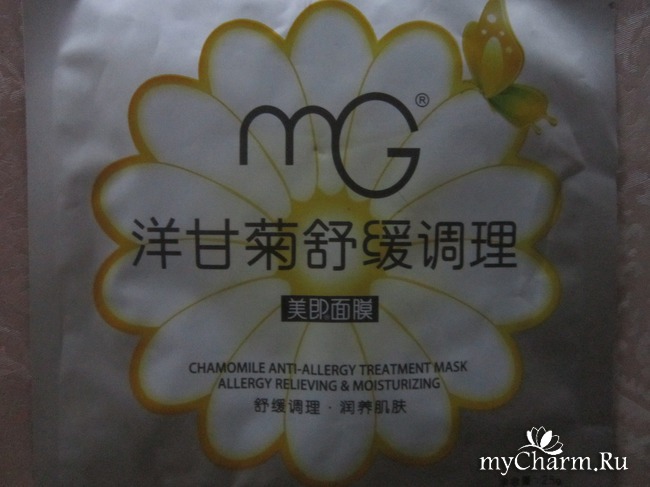 mG®
洋甘菊舒缓调理
美即面膜
CHAMOMILE ANTI-ALLERGY TREATMENT MASK
ALLERGY RELIEVING & MOISTURIZING
舒缓调理·润养肌肤
myCharm.Ru